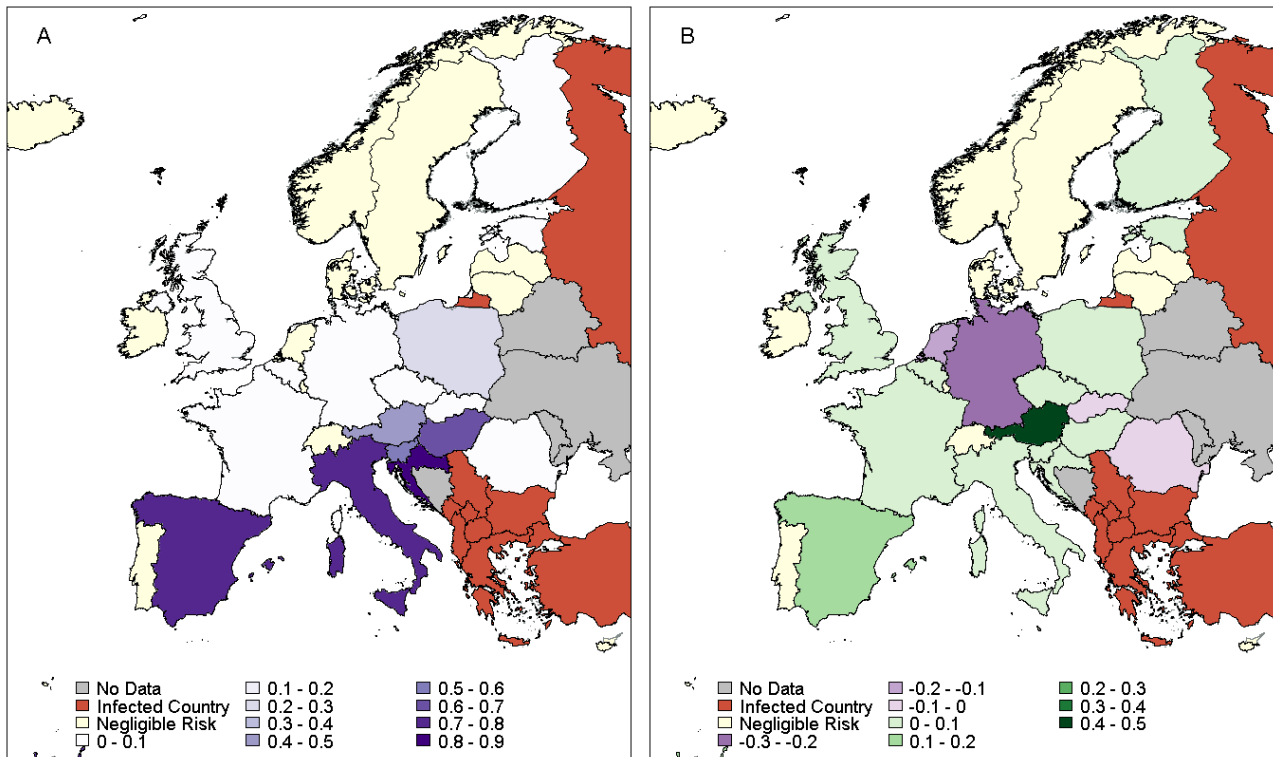 A
B
No Data
Infected Country
Negligible Risk
0 - 0.1
0.1 - 0.2
0.2 - 0.3
0.3 - 0.4
0.4 - 0.5
0.5 - 0.6
0.6 - 0.7
0.7 - 0.8
0.8 - 0.9
No Data
Infected Country
Negligible Risk
-0.3 - -0.2
-0.2 - -0.1
-0.1 - 0
0 - 0.1
0.1 - 0.2
0.2 - 0.3
0.3 - 0.4
0.4 - 0.5